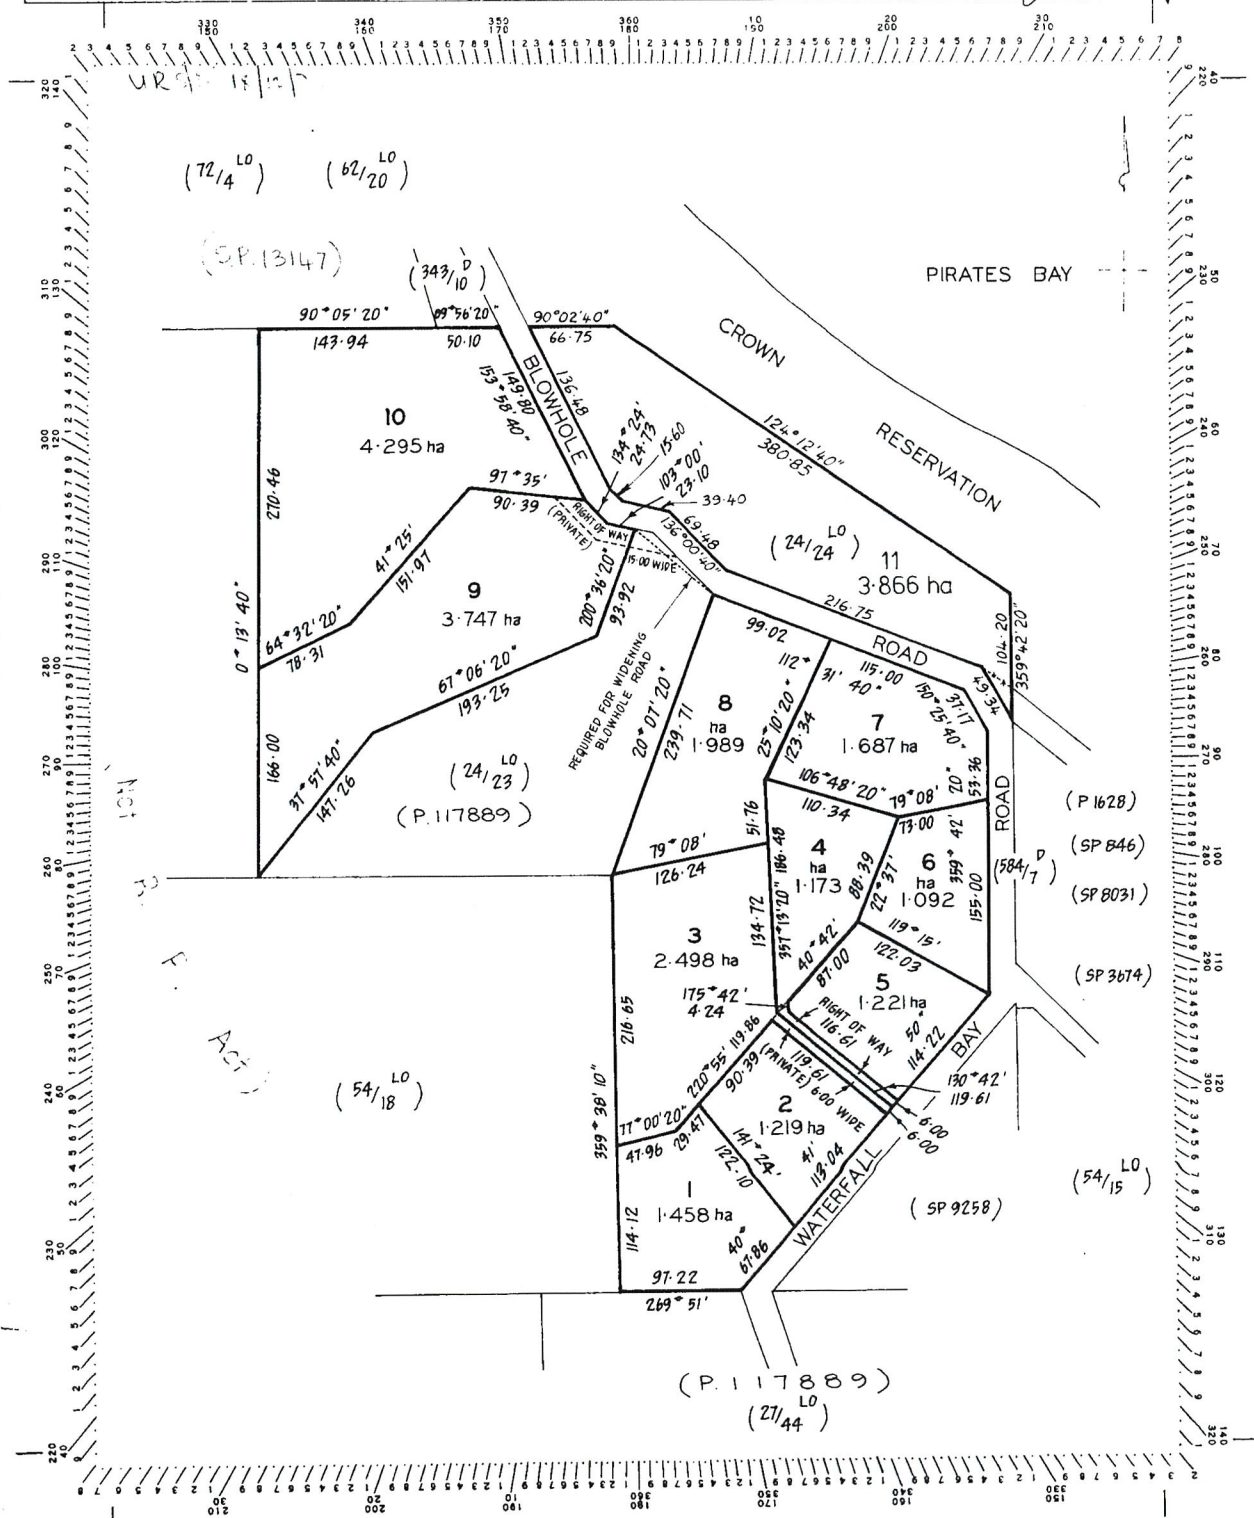 (72/4 LO)
(62/20 LO)
(S.P. 13147)
(343/10 D)
PIRATES BAY
90°05'20"
143·94
89°56'20"
50·10
90°02'40"
66·75
CROWN
RESERVATION
BLOWHOLE
149·80
153°58'40"
136·48
134°24'
24·73
15·60
103°00'
23·10
39·40
69·48
136°00'40"
124°12'40"
380·85
(24/24 LO)
11
3·866 ha
216·75
104·20
359°42'20"
49·34
10
4·295 ha
270·46
0°13'40"
97°35'
90·39
RIGHT OF WAY
(PRIVATE)
15·00 WIDE
41°25'
151·97
64°32'20"
78·31
9
3·747 ha
200°36'20"
93·92
67°06'20"
193·25
37°57'40"
147·26
166·00
REQUIRED FOR WIDENING
BLOWHOLE ROAD
(24/23 LO)
(P.117889)
ROAD
99·02
112°
31'40"
115·00
150°25'40"
37·17
8
ha
1·989
20°07'20"
239·71
25°10'20"
123·34
7
1·687 ha
20"
53·36
ROAD
106°48'20"
110·34
79°08'
73·00
51·76
186·48
79°08'
126·24
4
ha
1·173
88·39
22°37'
6
ha
1·092
359°42'
155·00
(584/7 D)
(P 1628)
(SP 846)
(SP 8031)
(SP 3674)
3
2·498 ha
134·72
357°13'20"
40°42'
87·00
119°15'
122·03
5
1·221 ha
175°42'
4·24
RIGHT OF WAY
116·61
50"
114·22
BAY
216·65
359°38'10"
220°55'
119·86
90·39
119·61
(PRIVATE) 6·00 WIDE
130°42'
119·61
6·00
6·00
Not
R.
P.
Act)
(54/18 LO)
77°00'20"
47·96
29·47
141°24'
122·10
2
1·219 ha
41'
113·04
WATERFALL
(54/15 LO)
(SP 9258)
1
1·458 ha
114·12
40°
67·86
97·22
269°51'
(P.117889)
(27/44 LO)